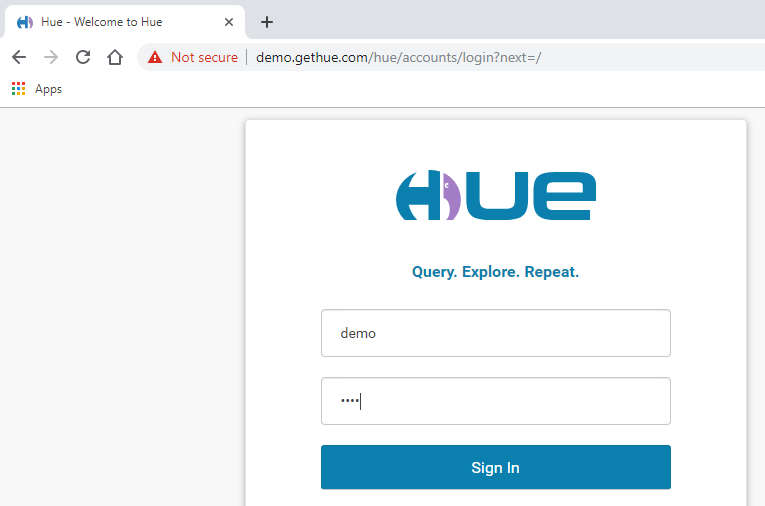 Hue - Welcome to Hue
Not secure | demo.gethue.com/hue/accounts/login?next=/
Apps
HUE
Query. Explore. Repeat.
demo
••••
Sign In